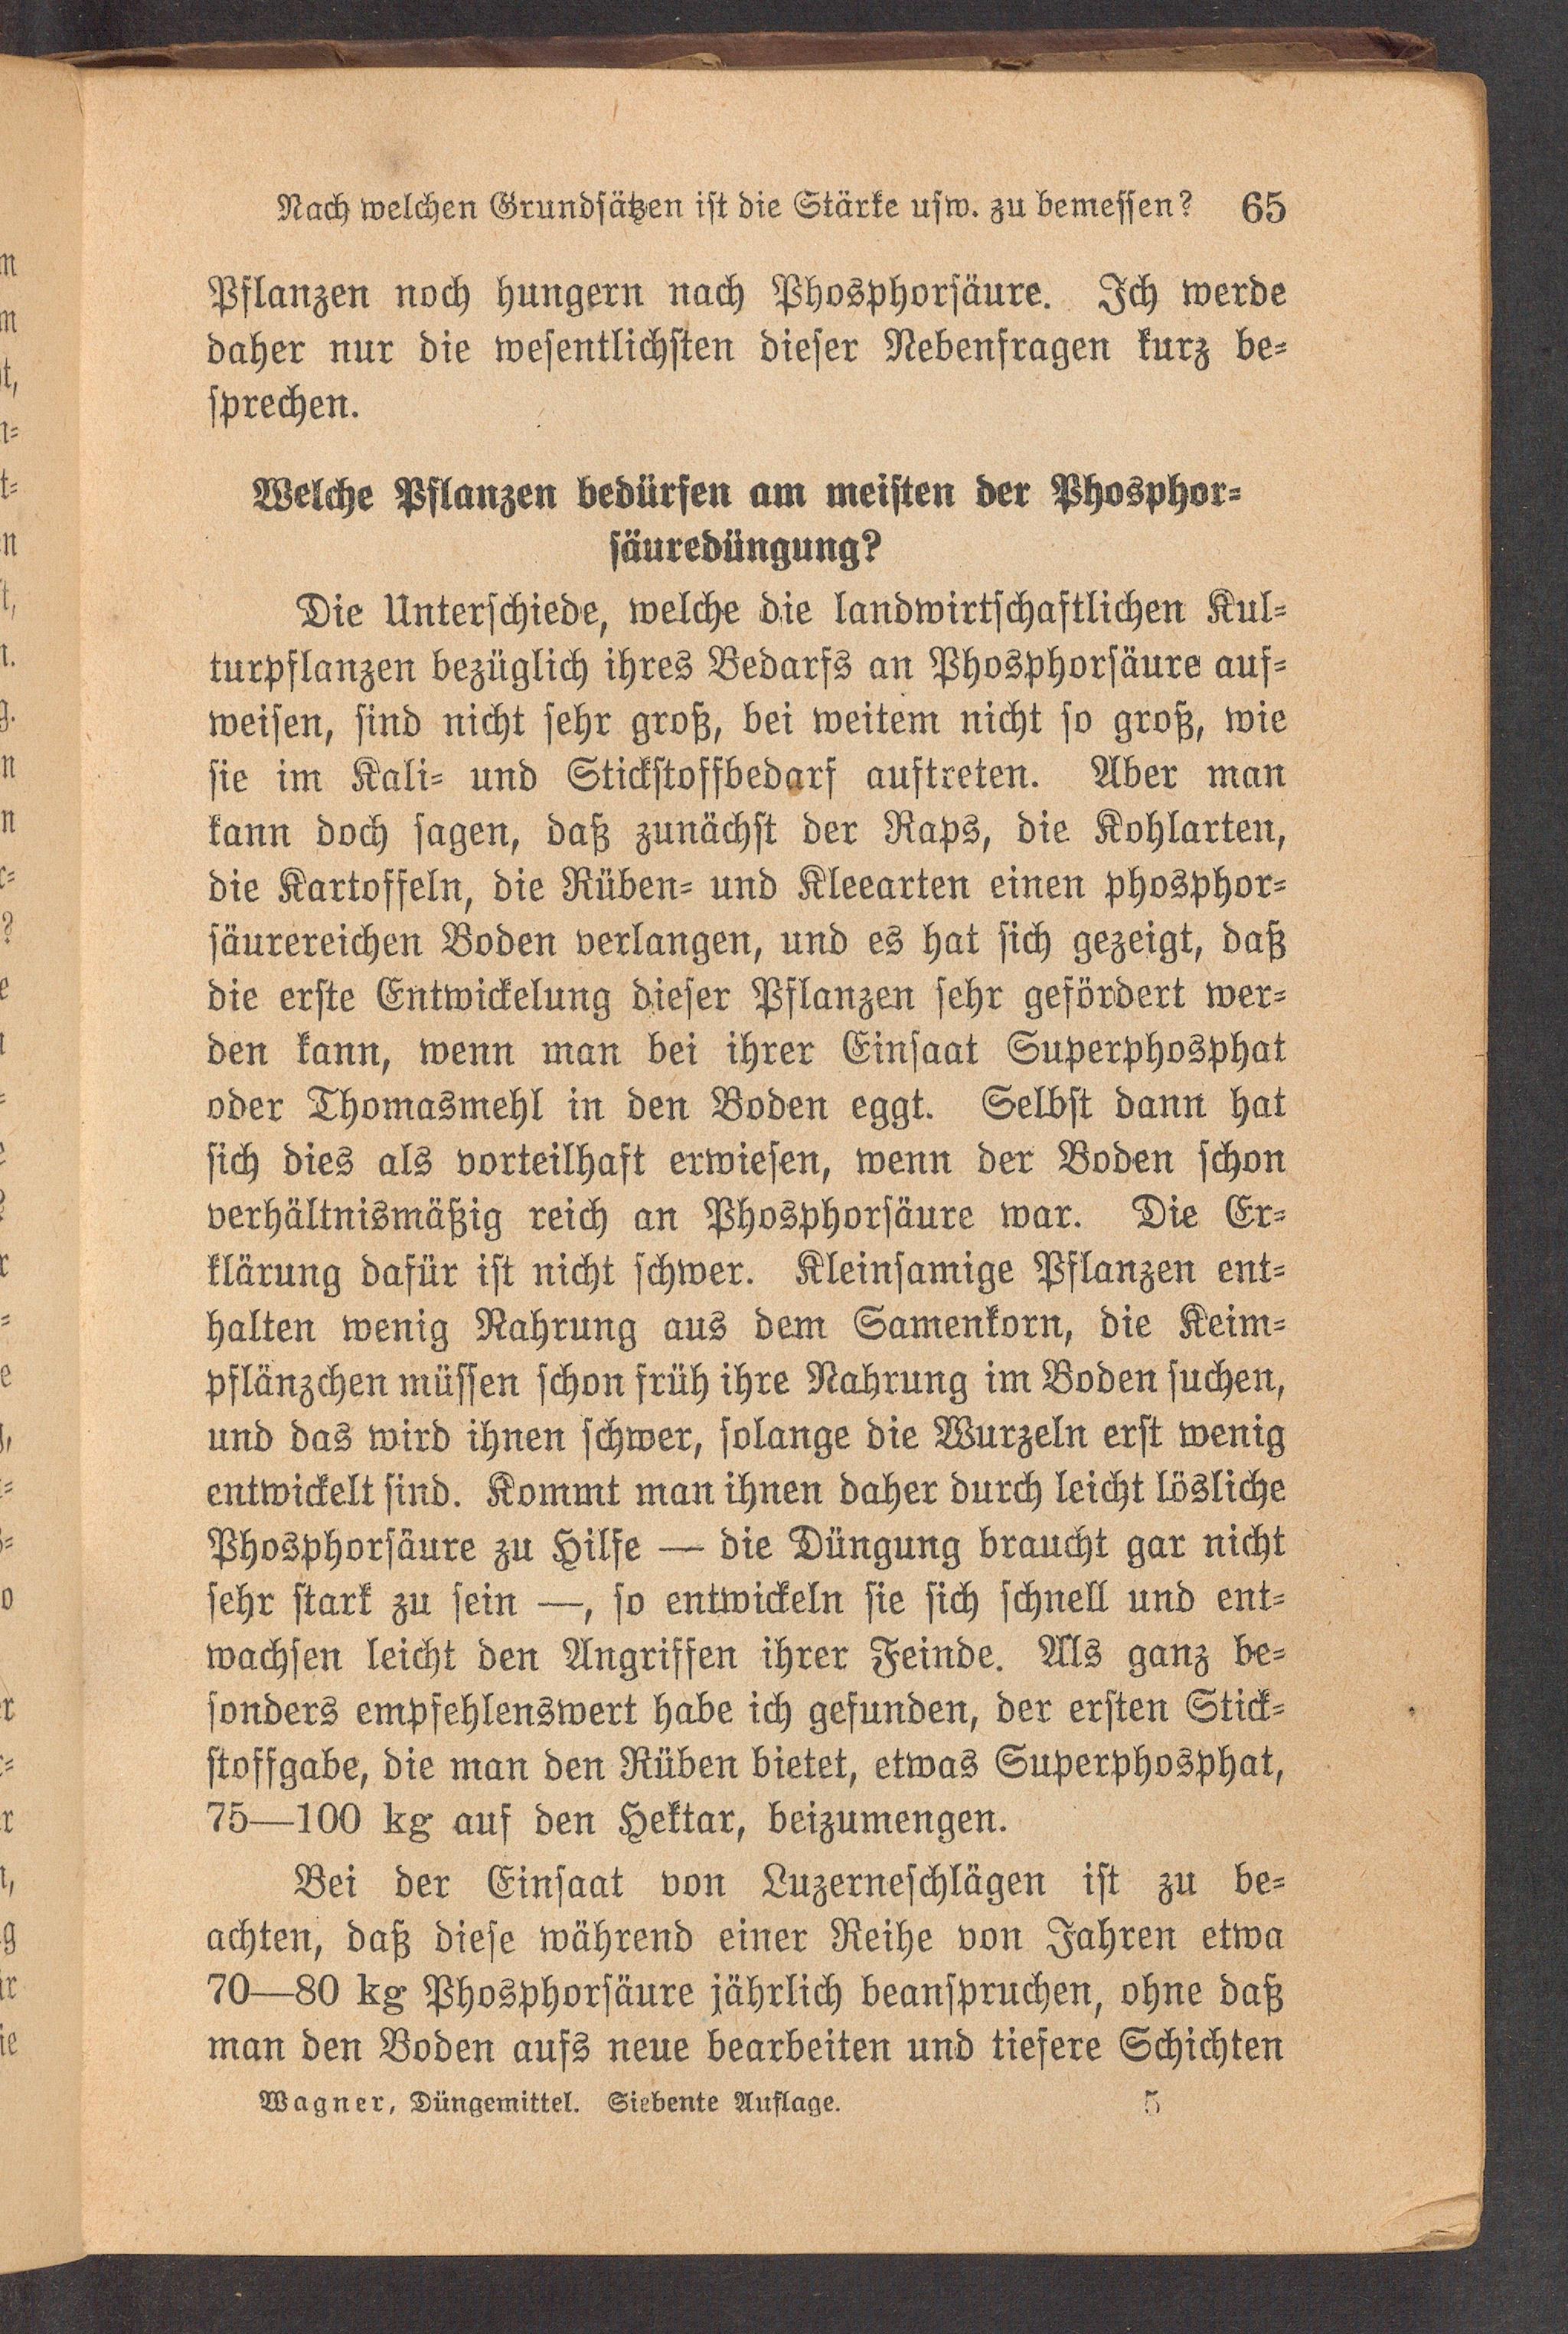 Nach welchen Grundsätzen ist die Stärke usw. zu bemessen? 65
Pflanzen noch hungern nach Phosphorsäure. Ich werde
daher nur die wesentlichsten dieser Nebenfragen kurz be-
sprechen.
Welche Pflanzen bedürfen am meisten der Phosphor-
säuredüngung?
Die Unterschiede, welche die landwirtschaftlichen Kul-
turpflanzen bezüglich ihres Bedarfs an Phosphorsäure auf-
weisen, sind nicht sehr groß, bei weitem nicht so groß, wie
sie im Kali- und Stickstoffbedarf auftreten. Aber man
kann doch sagen, daß zunächst der Raps, die Kohlarten,
die Kartoffeln, die Rüben- und Kleearten einen phosphor-
säurereichen Boden verlangen, und es hat sich gezeigt, daß
die erste Entwickelung dieser Pflanzen sehr gefördert wer-
den kann, wenn man bei ihrer Einsaat Superphosphat
oder Thomasmehl in den Boden eggt. Selbst dann hat
sich dies als vorteilhaft erwiesen, wenn der Boden schon
verhältnismäßig reich an Phosphorsäure war. Die Er-
klärung dafür ist nicht schwer. Kleinsamige Pflanzen ent-
halten wenig Nahrung aus dem Samenkorn, die Keim-
pflänzchen müssen schon früh ihre Nahrung im Boden suchen,
und das wird ihnen schwer, solange die Wurzeln erst wenig
entwickelt sind. Kommt man ihnen daher durch leicht lösliche
Phosphorsäure zu Hilfe — die Düngung braucht gar nicht
sehr stark zu sein —, so entwickeln sie sich schnell und ent-
wachsen leicht den Angriffen ihrer Feinde. Als ganz be-
sonders empfehlenswert habe ich gefunden, der ersten Stick-
stoffgabe, die man den Rüben bietet, etwas Superphosphat,
75—100 kg auf den Hektar, beizumengen.
Bei der Einsaat von Luzerneschlägen ist zu be-
achten, daß diese während einer Reihe von Jahren etwa
70—80 kg Phosphorsäure jährlich beanspruchen, ohne daß
man den Boden aufs neue bearbeiten und tiefere Schichten
Wagner, Düngemittel. Siebente Auflage. 5